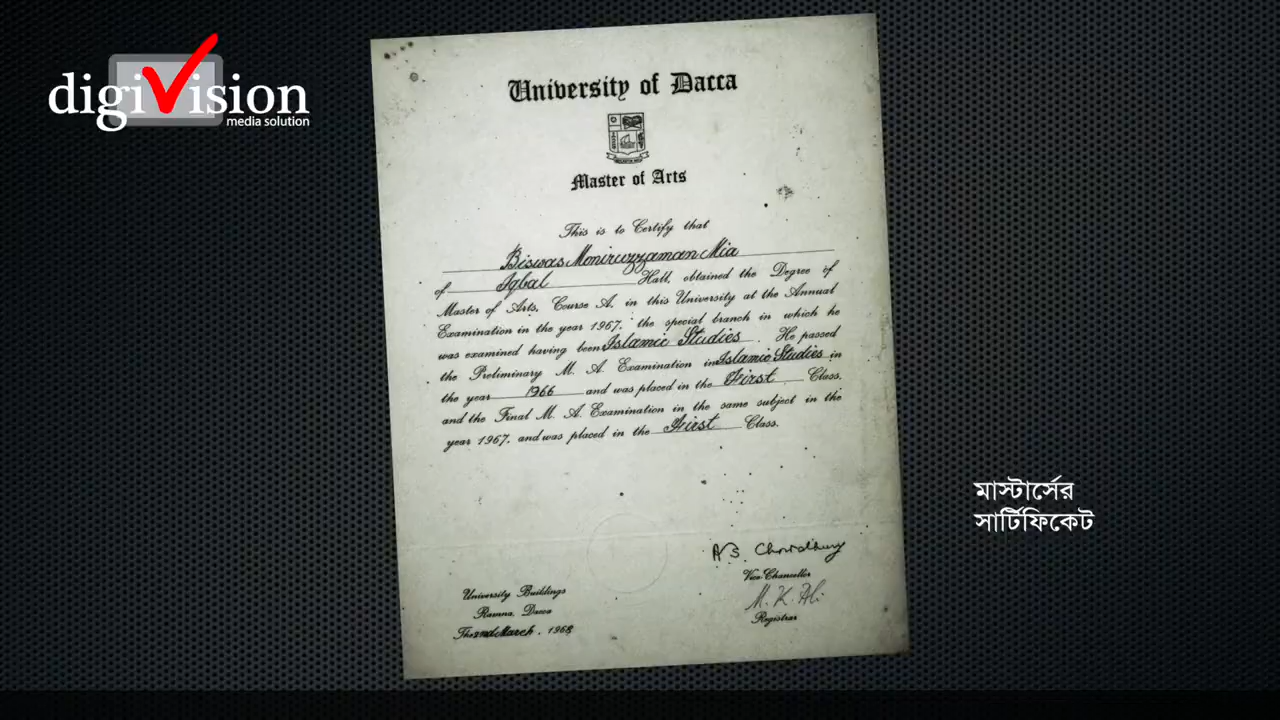 digiVision
media solution
University of Dacca
Master of Arts
This is to Certify that
Biswas Moniruzzaman Mia
of Iqbal Hall, obtained the Degree of
Master of Arts, Course A, in this University at the Annual
Examination in the year 1967, the special branch in which he
was examined having been Islamic Studies. He passed
the Preliminary M. A. Examination in Islamic Studies in
the year 1966 and was placed in the First Class,
and the Final M. A. Examination in the same subject in the
year 1967, and was placed in the First Class.
মাস্টার্সের
সার্টিফিকেট
A S. Chowdhury
Vice-Chancellor
University Buildings
M. K. Ali
Ramna, Dacca
Registrar
The 22nd March, 1968